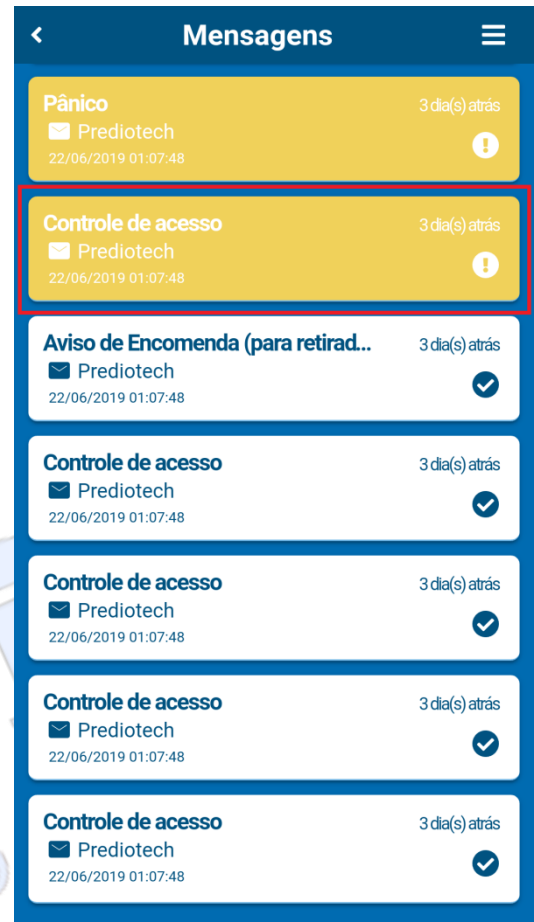 Mensagens
Pânico 3 dia(s) atrás
Prediotech
22/06/2019 01:07:48
Controle de acesso 3 dia(s) atrás
Prediotech
22/06/2019 01:07:48
Aviso de Encomenda (para retirad... 3 dia(s) atrás
Prediotech
22/06/2019 01:07:48
Controle de acesso 3 dia(s) atrás
Prediotech
22/06/2019 01:07:48
Controle de acesso 3 dia(s) atrás
Prediotech
22/06/2019 01:07:48
Controle de acesso 3 dia(s) atrás
Prediotech
22/06/2019 01:07:48
Controle de acesso 3 dia(s) atrás
Prediotech
22/06/2019 01:07:48